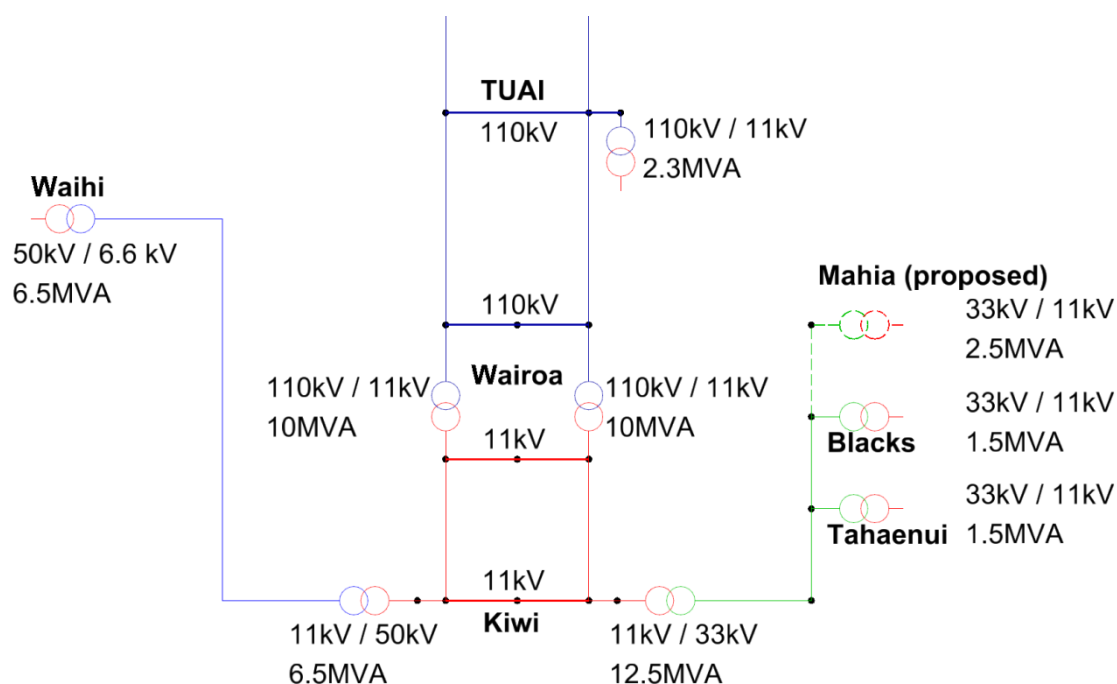 TUAI
110kV
110kV / 11kV
2.3MVA
Waihi
50kV / 6.6 kV
6.5MVA
Mahia (proposed)
33kV / 11kV
2.5MVA
110kV
Wairoa
110kV / 11kV
10MVA
110kV / 11kV
10MVA
33kV / 11kV
1.5MVA
Blacks
11kV
33kV / 11kV
1.5MVA
Tahaenui
11kV
Kiwi
11kV / 50kV
6.5MVA
11kV / 33kV
12.5MVA